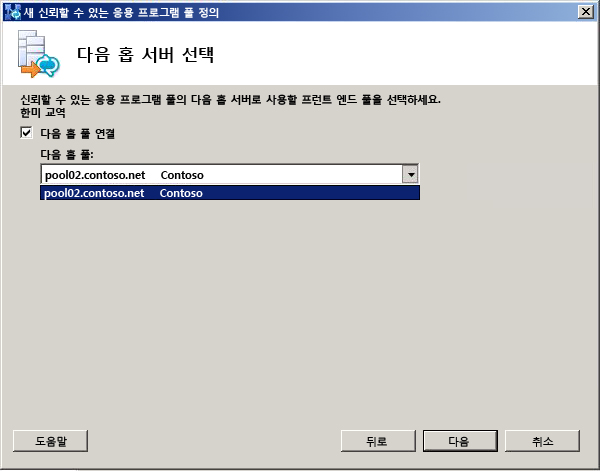 새 신뢰할 수 있는 응용 프로그램 풀 정의
다음 홉 서버 선택
신뢰할 수 있는 응용 프로그램 풀의 다음 홉 서버로 사용할 프런트 엔드 풀을 선택하세요.
한미 교역
다음 홉 풀 연결
다음 홉 풀:
pool02.contoso.net Contoso
pool02.contoso.net Contoso
도움말 뒤로 다음 취소